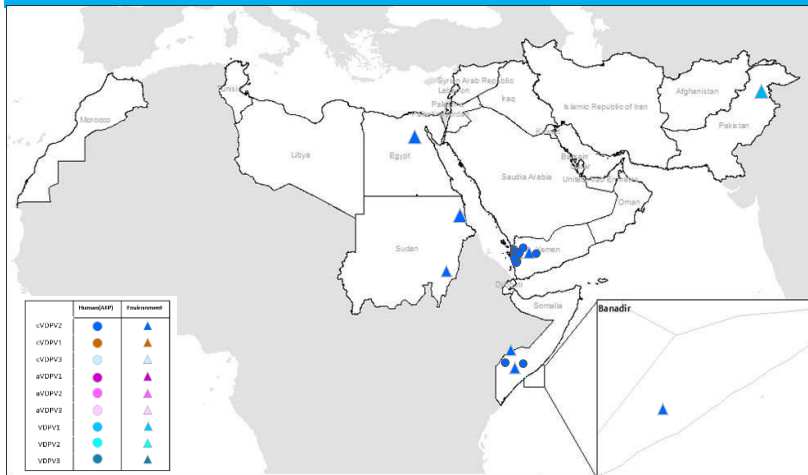 Tunisia
Syrian Arab Republic
Lebanon
Iraq
Islamic Republic of Iran
Afghanistan
Morocco
Pakistan
Libya
Egypt
Kuwait
Bahrain
Qatar
United Arab Emirates
Saudi Arabia
Oman
Sudan
Yemen
Djibouti
Somalia
Banadir
Human(AFP) Environment
cVDPV2
cVDPV1
cVDPV3
aVDPV1
aVDPV2
aVDPV3
VDPV1
VDPV2
VDPV3